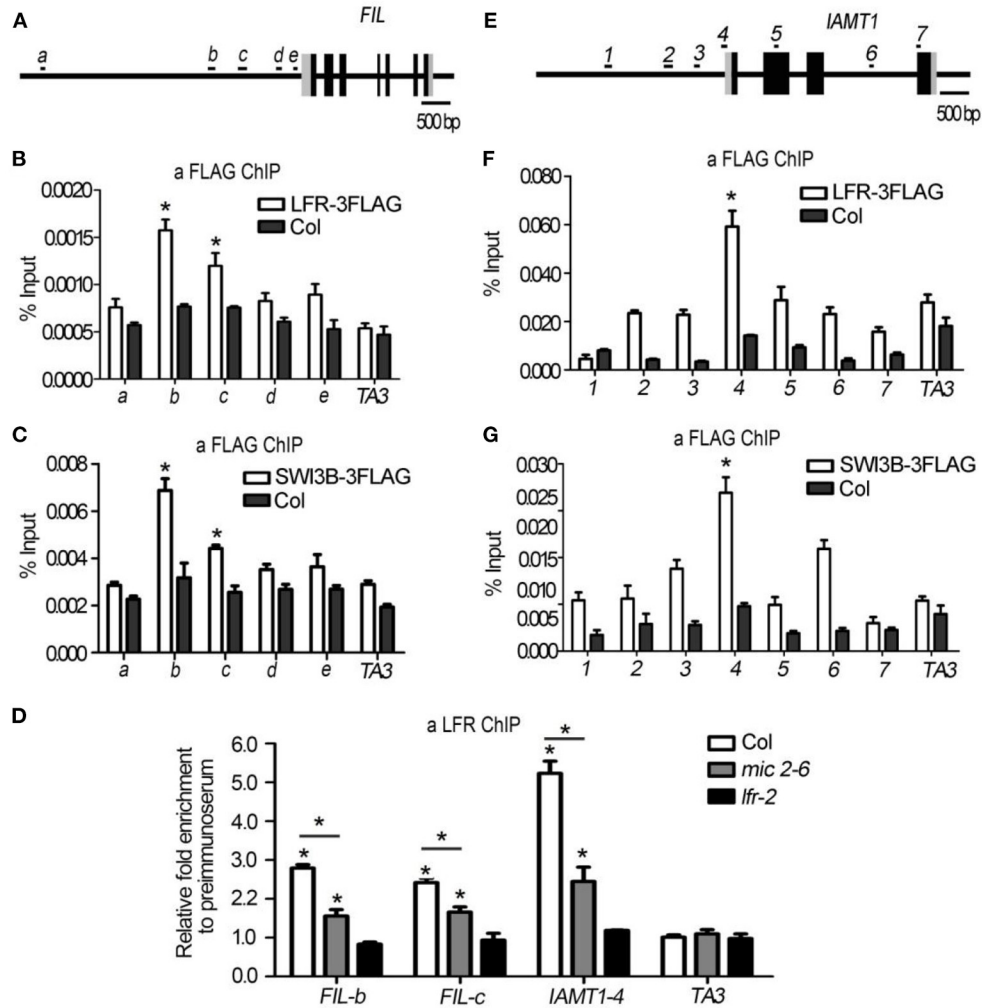 A
FIL
a b c d e
500 bp
B
a FLAG ChIP
LFR-3FLAG
Col
% Input
0.0020
0.0015
0.0010
0.0005
0.0000
* *
a b c d e TA3
C
a FLAG ChIP
SWI3B-3FLAG
Col
% Input
0.008
0.006
0.004
0.002
0.000
* *
a b c d e TA3
E
IAMT1
1 2 3 4 5 6 7
500 bp
F
a FLAG ChIP
LFR-3FLAG
Col
% Input
0.080
0.060
0.040
0.020
0.000
*
1 2 3 4 5 6 7 TA3
G
a FLAG ChIP
SWI3B-3FLAG
Col
% Input
0.030
0.025
0.020
0.015
0.010
0.005
0.000
*
1 2 3 4 5 6 7 TA3
D
a LFR ChIP
Col
mic 2-6
lfr-2
Relative fold enrichment
to preimmunoserum
6.0
5.0
4.0
3.0
2.2
1.0
0.0
* * *
* * *
* * *
FIL-b FIL-c IAMT1-4 TA3